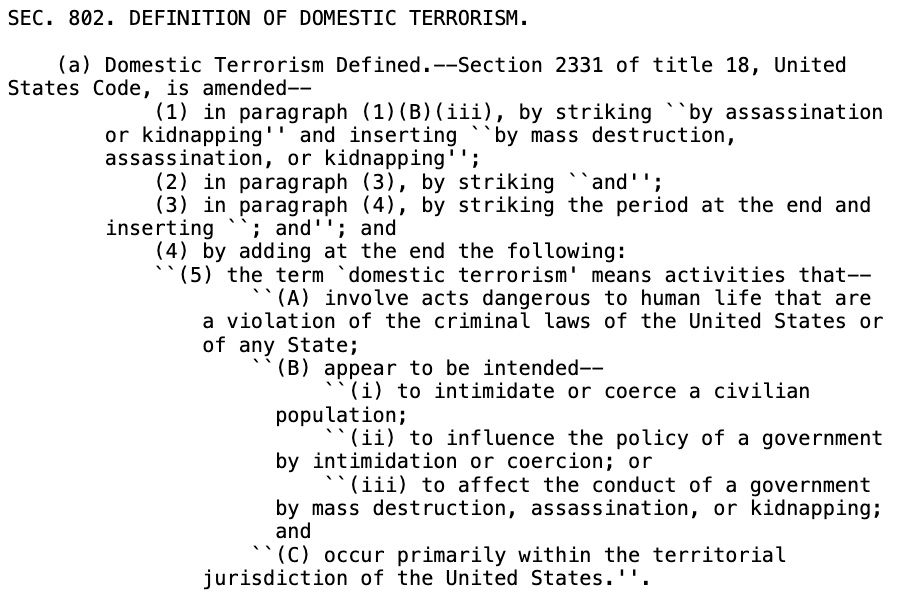 SEC. 802. DEFINITION OF DOMESTIC TERRORISM.
(a) Domestic Terrorism Defined.--Section 2331 of title 18, United
States Code, is amended--
(1) in paragraph (1)(B)(iii), by striking ``by assassination
or kidnapping'' and inserting ``by mass destruction,
assassination, or kidnapping'';
(2) in paragraph (3), by striking ``and'';
(3) in paragraph (4), by striking the period at the end and
inserting ``; and''; and
(4) by adding at the end the following:
``(5) the term `domestic terrorism' means activities that--
``(A) involve acts dangerous to human life that are
a violation of the criminal laws of the United States or
of any State;
``(B) appear to be intended--
``(i) to intimidate or coerce a civilian
population;
``(ii) to influence the policy of a government
by intimidation or coercion; or
``(iii) to affect the conduct of a government
by mass destruction, assassination, or kidnapping;
and
``(C) occur primarily within the territorial
jurisdiction of the United States.''.